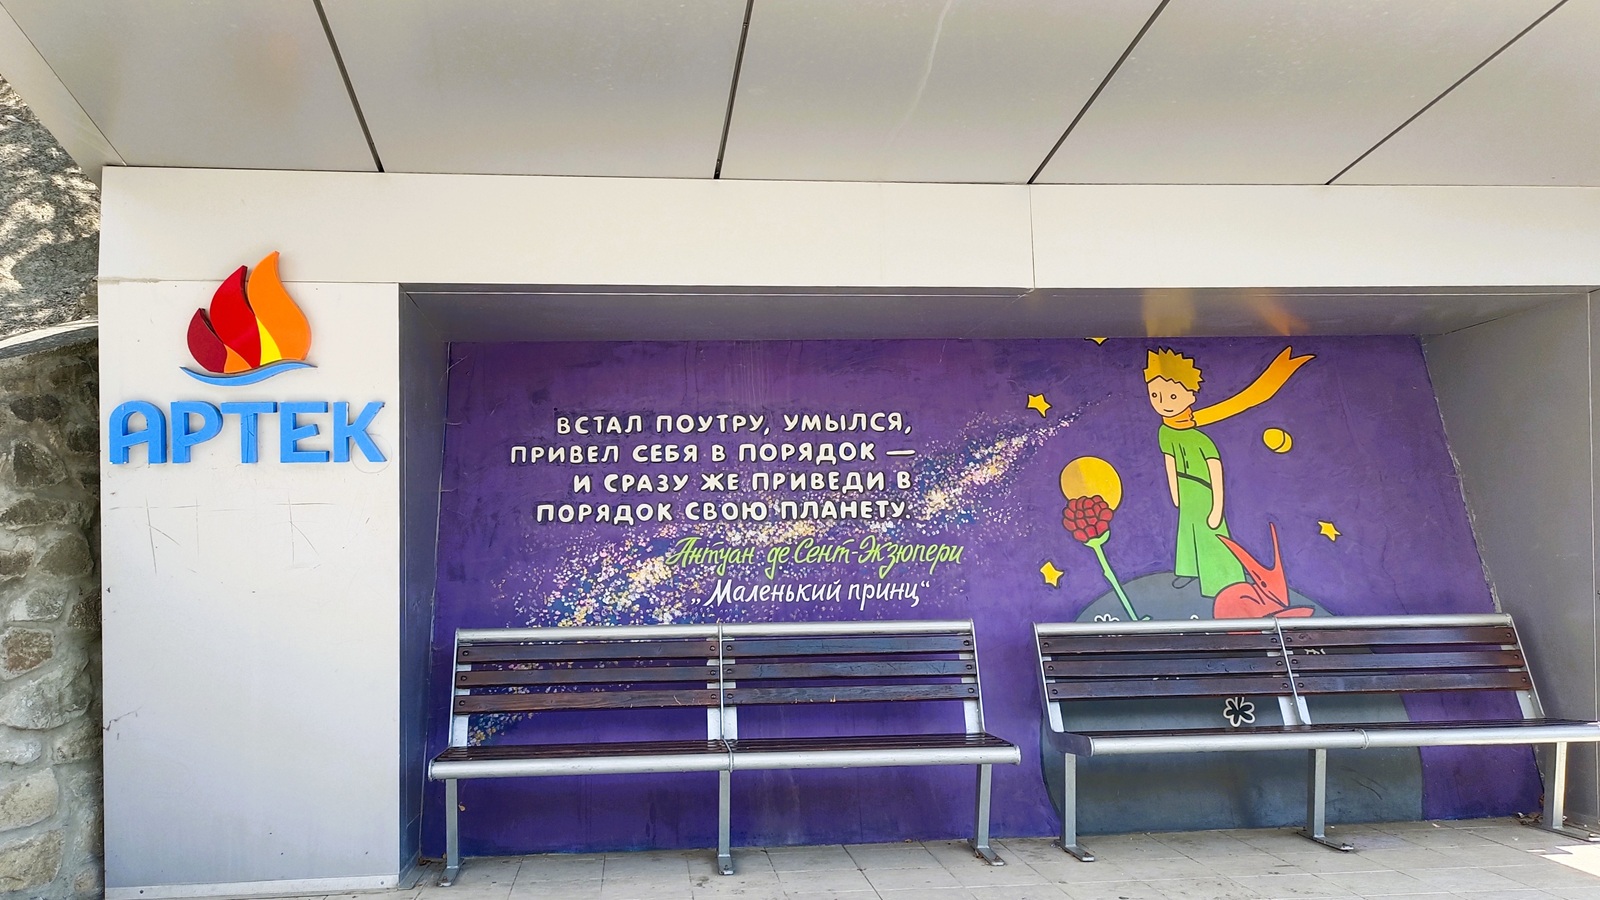 АРТЕК
ВСТАЛ ПОУТРУ, УМЫЛСЯ,
ПРИВЕЛ СЕБЯ В ПОРЯДОК —
И СРАЗУ ЖЕ ПРИВЕДИ В
ПОРЯДОК СВОЮ ПЛАНЕТУ.
Антуан де Сент-Экзюпери
„Маленький принц“